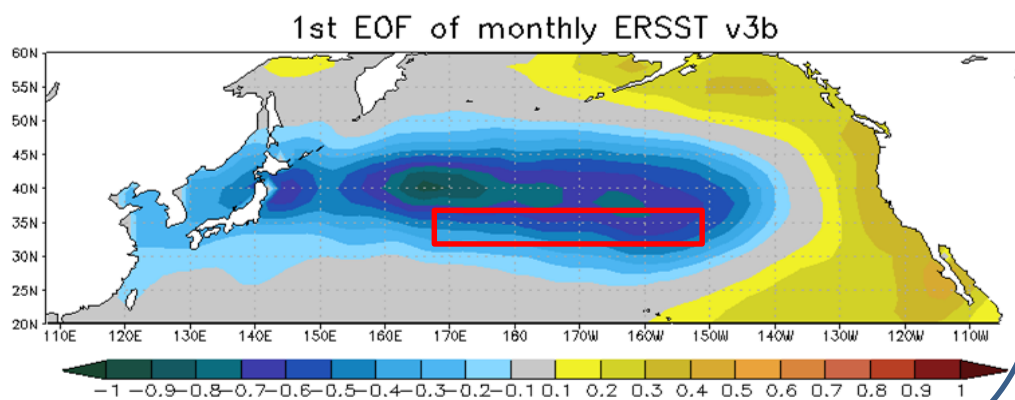 1st EOF of monthly ERSST v3b
60N
55N
50N
45N
40N
35N
30N
25N
20N
110E 120E 130E 140E 150E 160E 170E 180 170W 160W 150W 140W 130W 120W 110W
-1 -0.9 -0.8 -0.7 -0.6 -0.5 -0.4 -0.3 -0.2 -0.1 0.1 0.2 0.3 0.4 0.5 0.6 0.7 0.8 0.9 1